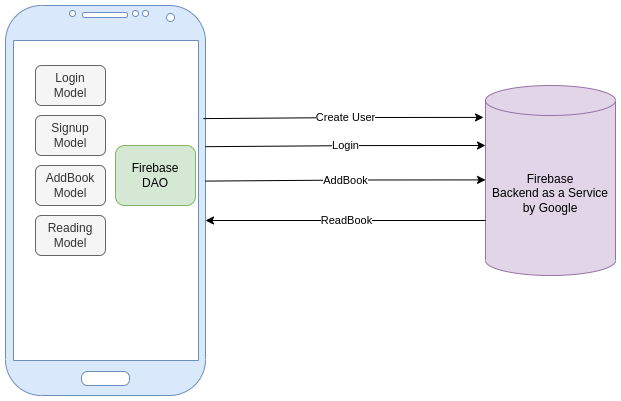 Login
Model
Signup
Model
AddBook
Model
Reading
Model
Firebase
DAO
Create User
Login
AddBook
ReadBook
Firebase
Backend as a Service
by Google